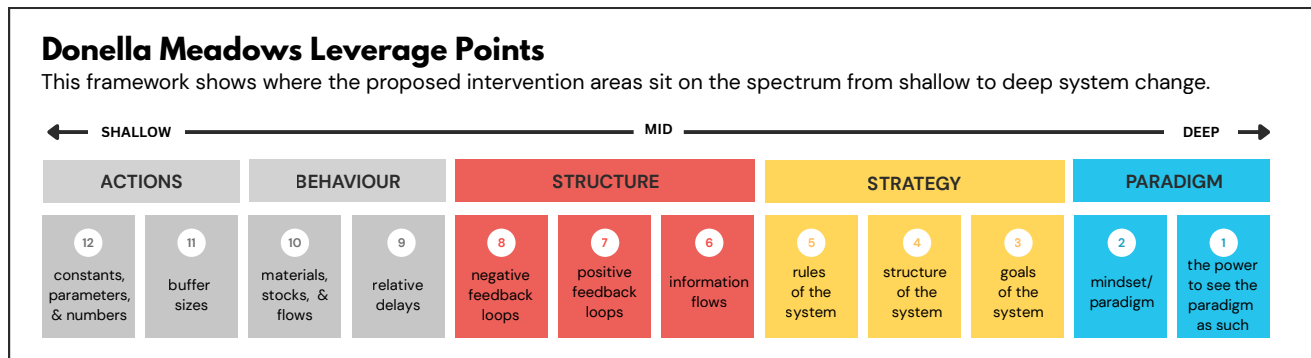 Donella Meadows Leverage Points
This framework shows where the proposed intervention areas sit on the spectrum from shallow to deep system change.
SHALLOW MID DEEP
ACTIONS BEHAVIOUR STRUCTURE STRATEGY PARADIGM
12
constants,
parameters,
& numbers
11
buffer
sizes
10
materials,
stocks, &
flows
9
relative
delays
8
negative
feedback
loops
7
positive
feedback
loops
6
information
flows
5
rules
of the
system
4
structure
of the
system
3
goals
of the
system
2
mindset/
paradigm
1
the power
to see the
paradigm
as such